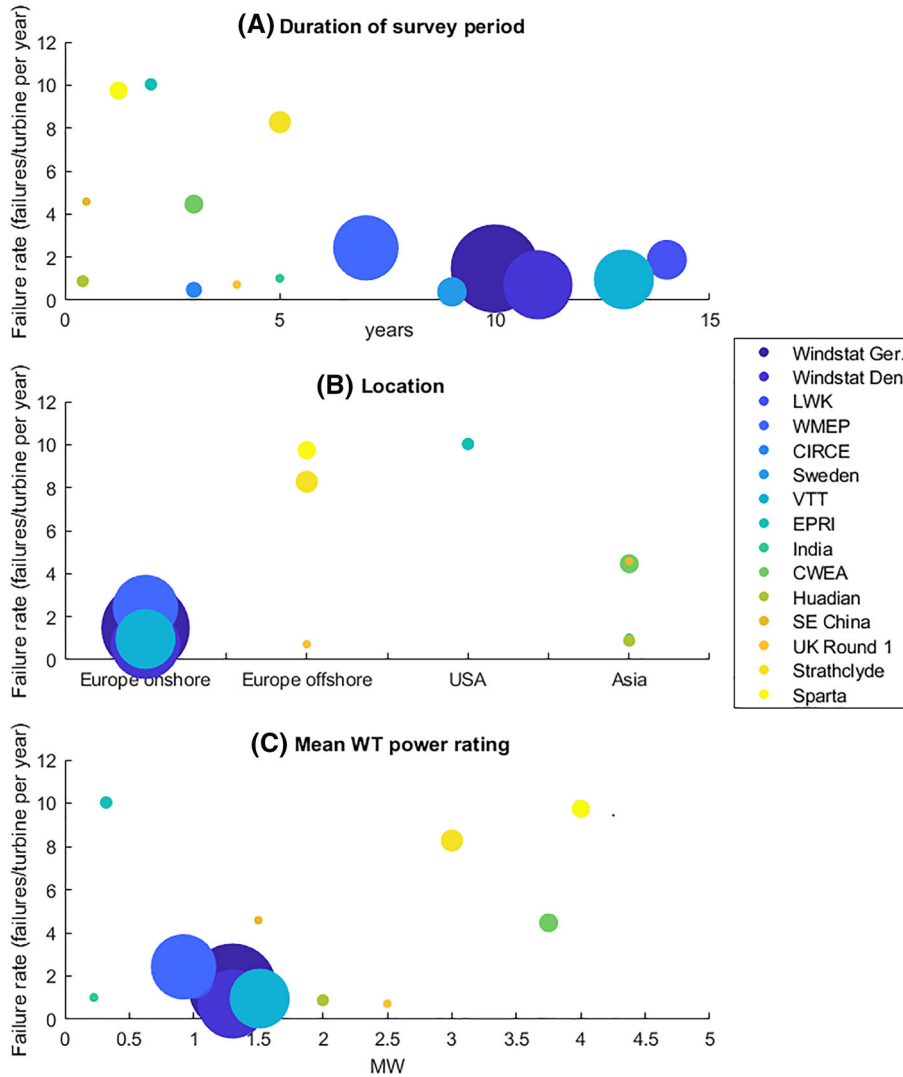 (A) Duration of survey period
Failure rate (failures/turbine per year)
12
10
8
6
4
2
0
0 5 10 15
years
(B) Location
Failure rate (failures/turbine per year)
12
10
8
6
4
2
0
Europe onshore Europe offshore USA Asia
(C) Mean WT power rating
Failure rate (failures/turbine per year)
12
10
8
6
4
2
0
0 0.5 1 1.5 2 2.5 3 3.5 4 4.5 5
MW
Windstat Ger.
Windstat Den
LWK
WMEP
CIRCE
Sweden
VTT
EPRI
India
CWEA
Huadian
SE China
UK Round 1
Strathclyde
Sparta